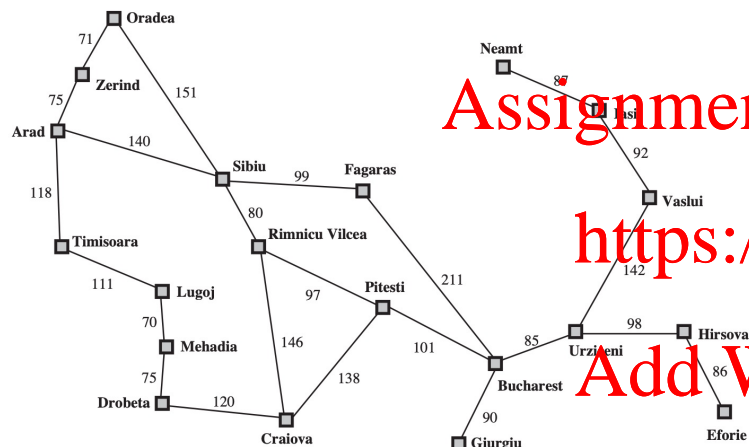 Oradea
71
Neamt
87
Zerind
151
75
Assignmer
Iasi
Arad
140
92
Sibiu
Fagaras
99
118
Vaslui
80
Timisoara
Rimnicu Vilcea
https:/
142
111
211
Lugoj
97
Pitesti
70
98
Hirsova
146
101
85
Urziceni
Mehadia
138
86
75
Add W
Bucharest
Drobeta
120
90
Craiova
Giurgiu
Eforie